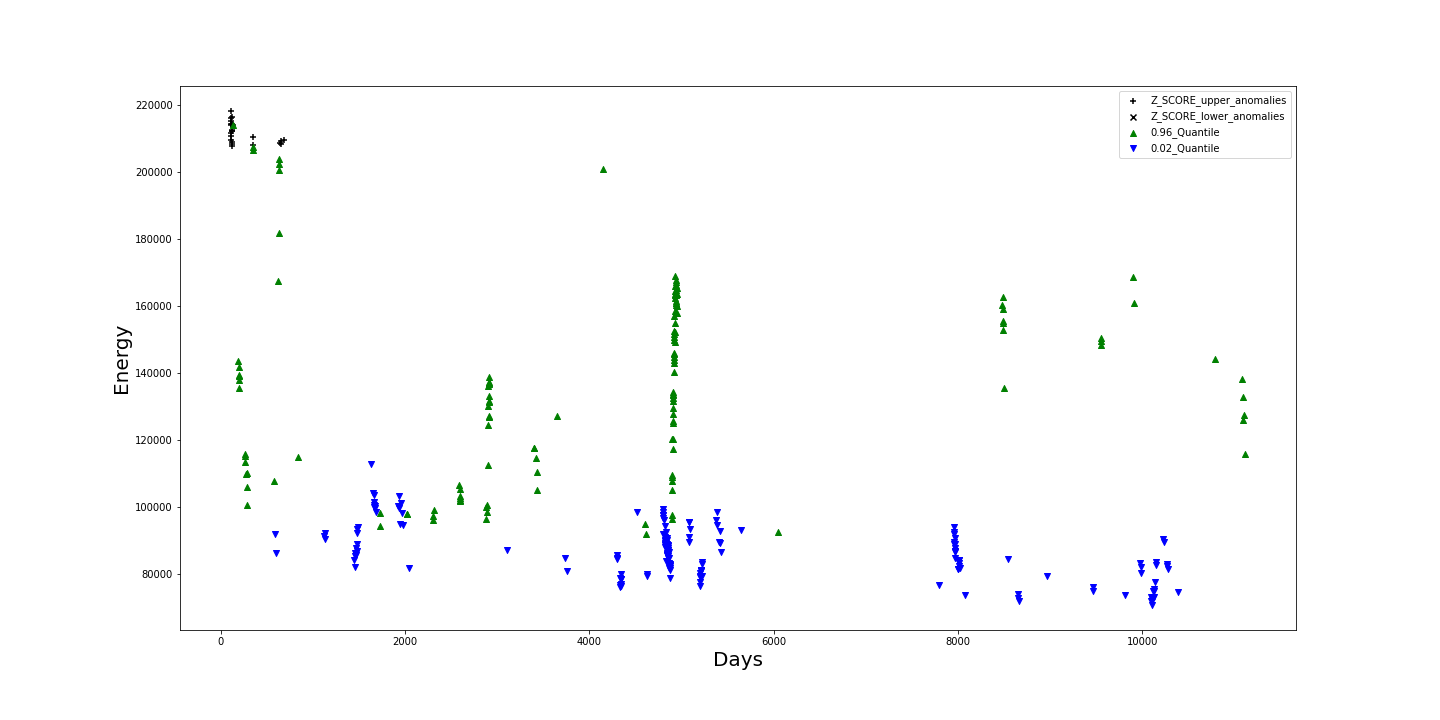 Z_SCORE_upper_anomalies
Z_SCORE_lower_anomalies
0.96_Quantile
0.02_Quantile
220000
200000
180000
160000
140000
120000
100000
80000
Energy
0 2000 4000 6000 8000 10000
Days